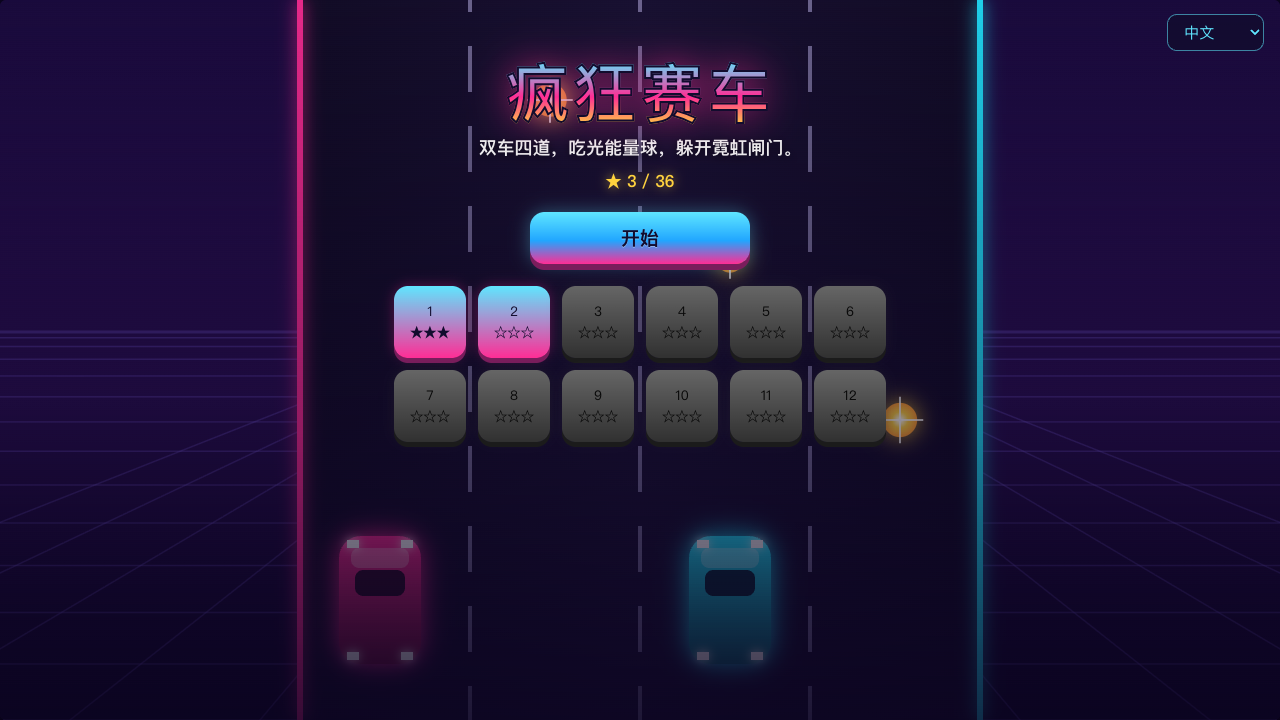 中文
疯狂赛车
双车四道，吃光能量球，躲开霓虹闸门。
★ 3 / 36
开始
1 2 3 4 5 6
★★★ ☆☆☆ ☆☆☆ ☆☆☆ ☆☆☆ ☆☆☆
7 8 9 10 11 12
☆☆☆ ☆☆☆ ☆☆☆ ☆☆☆ ☆☆☆ ☆☆☆